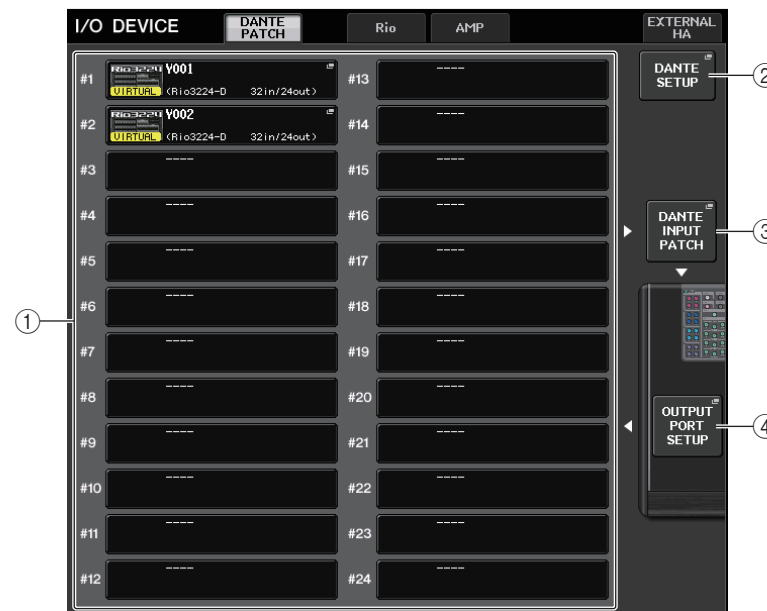 I/O DEVICE
DANTE PATCH
Rio
AMP
EXTERNAL HA
#1
Rio3224
VIRTUAL
Y001
(Rio3224-D 32in/24out)
#2
Rio3224
VIRTUAL
Y002
(Rio3224-D 32in/24out)
#3 ----
#4 ----
#5 ----
#6 ----
#7 ----
#8 ----
#9 ----
#10 ----
#11 ----
#12 ----
#13 ----
#14 ----
#15 ----
#16 ----
#17 ----
#18 ----
#19 ----
#20 ----
#21 ----
#22 ----
#23 ----
#24 ----
DANTE
SETUP
DANTE
INPUT
PATCH
OUTPUT
PORT
SETUP
①
②
③
④